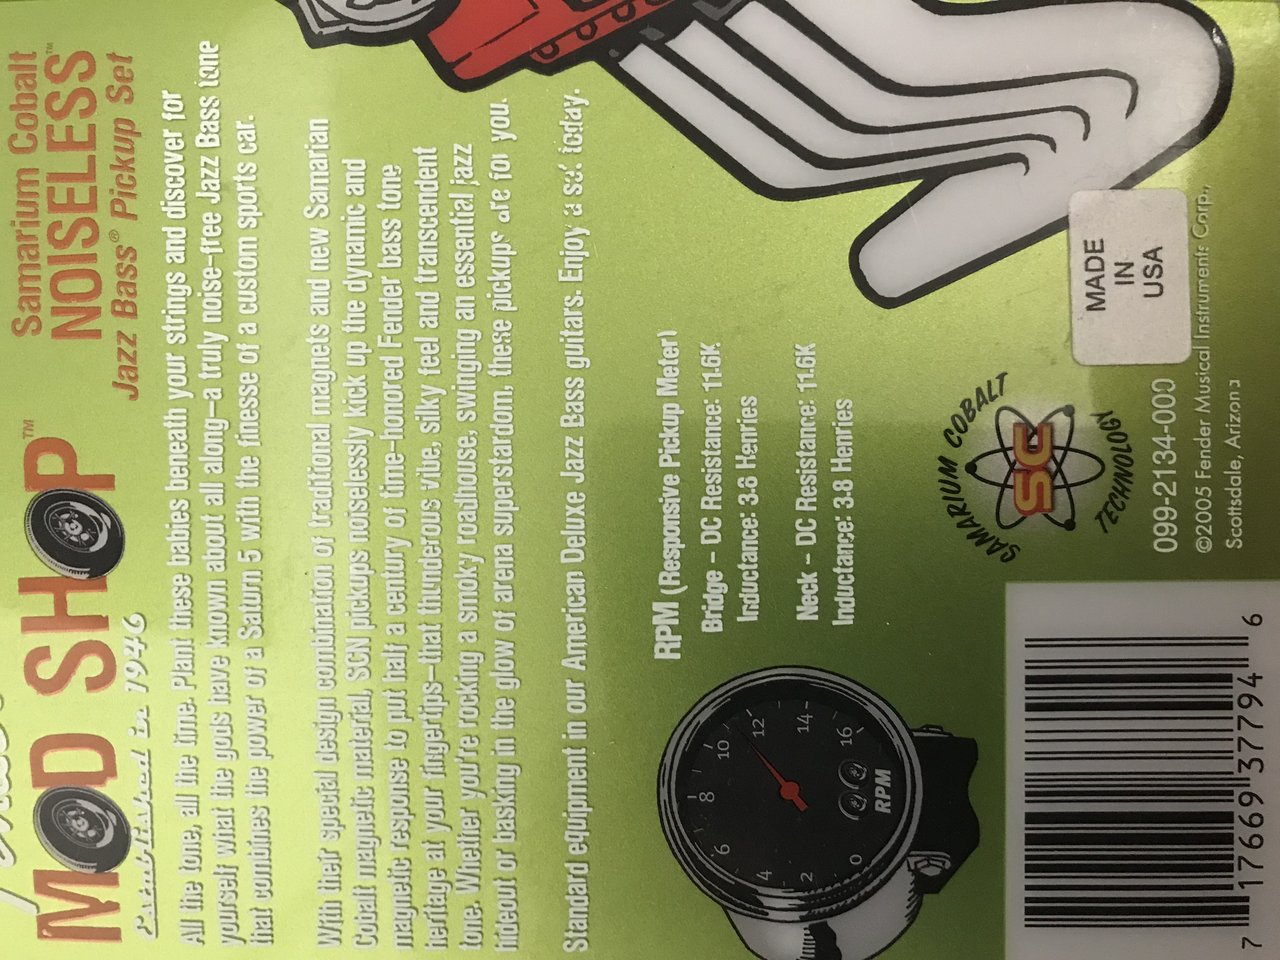 MOD SHOP™
Established in 1946
Samarium Cobalt
NOISELESS™
Jazz Bass® Pickup Set
All the tone, all the time. Plant these babies beneath your strings and discover for
yourself what the gods have known about all along—a truly noise-free Jazz Bass tone
that combines the power of a Saturn 5 with the finesse of a custom sports car.
With their special design combination of traditional magnets and new Samarian
Cobalt magnetic material, SCN pickups noiselessly kick up the dynamic and
magnetic response to put half a century of time-honored Fender bass tone
heritage at your fingertips—that thunderous vibe, silky feel and transcendent
tone. Whether you're rocking a smoky roadhouse, swinging an essential jazz
hideout or basking in the glow of arena superstardom, these pickups are for you.
Standard equipment in our American Deluxe Jazz Bass guitars. Enjoy a set today.
RPM (Responsive Pickup Meter)
Bridge - DC Resistance: 11.6K
Inductance: 3.6 Henries
Neck - DC Resistance: 11.6K
Inductance: 3.8 Henries
0 2 4 6 8 10 12 14 16
RPM
SAMARIUM COBALT
SC
TECHNOLOGY
MADE
IN
USA
099-2134-000
©2005 Fender Musical Instruments Corp.,
Scottsdale, Arizona
7 17669 37794 6